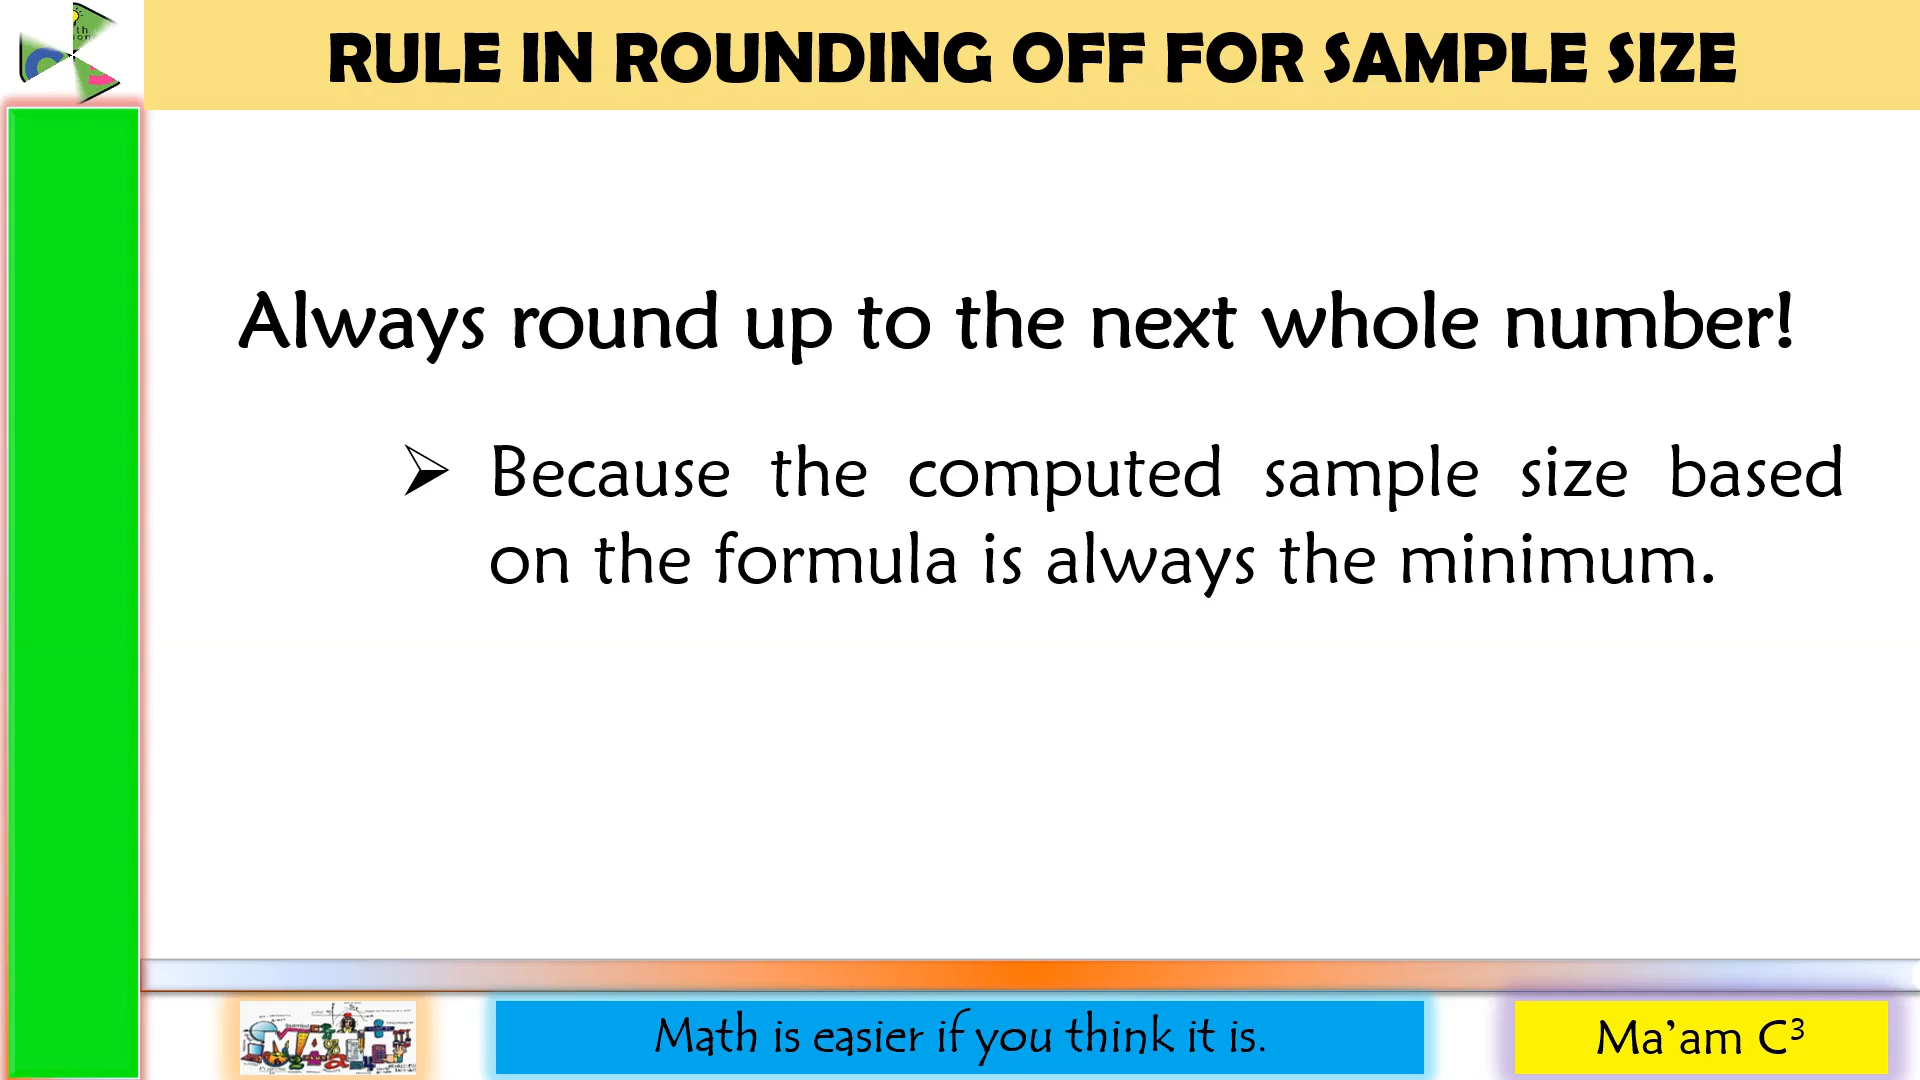 RULE IN ROUNDING OFF FOR SAMPLE SIZE
Always round up to the next whole number!
➢ Because the computed sample size based
on the formula is always the minimum.
MATH
Math is easier if you think it is.
Ma’am C³